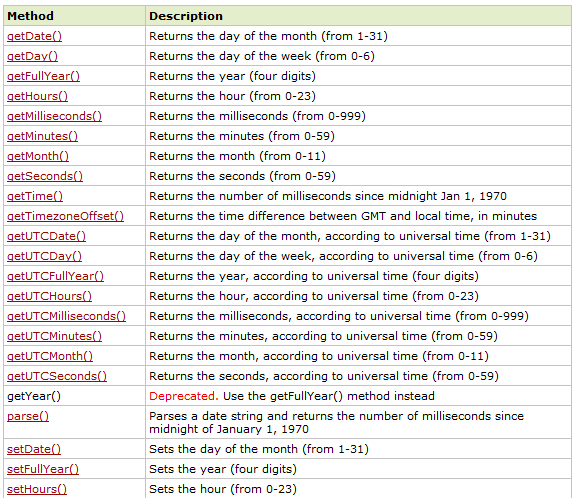 Method Description
getDate() Returns the day of the month (from 1-31)
getDay() Returns the day of the week (from 0-6)
getFullYear() Returns the year (four digits)
getHours() Returns the hour (from 0-23)
getMilliseconds() Returns the milliseconds (from 0-999)
getMinutes() Returns the minutes (from 0-59)
getMonth() Returns the month (from 0-11)
getSeconds() Returns the seconds (from 0-59)
getTime() Returns the number of milliseconds since midnight Jan 1, 1970
getTimezoneOffset() Returns the time difference between GMT and local time, in minutes
getUTCDate() Returns the day of the month, according to universal time (from 1-31)
getUTCDay() Returns the day of the week, according to universal time (from 0-6)
getUTCFullYear() Returns the year, according to universal time (four digits)
getUTCHours() Returns the hour, according to universal time (from 0-23)
getUTCMilliseconds() Returns the milliseconds, according to universal time (from 0-999)
getUTCMinutes() Returns the minutes, according to universal time (from 0-59)
getUTCMonth() Returns the month, according to universal time (from 0-11)
getUTCSeconds() Returns the seconds, according to universal time (from 0-59)
getYear() Deprecated. Use the getFullYear() method instead
parse() Parses a date string and returns the number of milliseconds since
midnight of January 1, 1970
setDate() Sets the day of the month (from 1-31)
setFullYear() Sets the year (four digits)
setHours() Sets the hour (from 0-23)